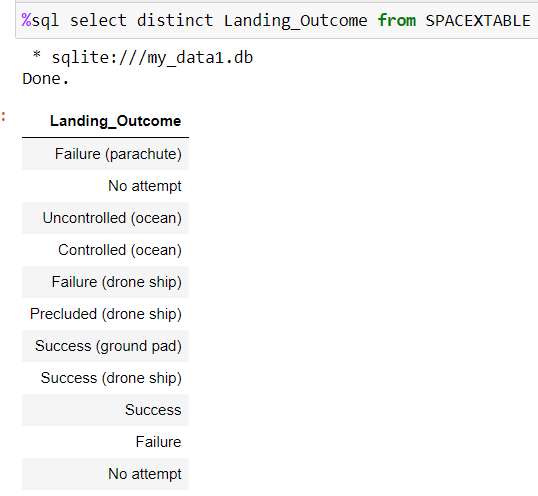 %sql select distinct Landing_Outcome from SPACEXTABLE
* sqlite:///my_data1.db
Done.
:
Landing_Outcome
Failure (parachute)
No attempt
Uncontrolled (ocean)
Controlled (ocean)
Failure (drone ship)
Precluded (drone ship)
Success (ground pad)
Success (drone ship)
Success
Failure
No attempt